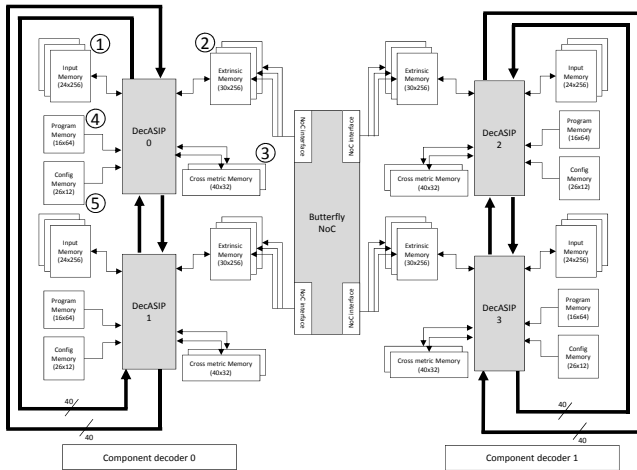 ①
Input
Memory
(24x256)
④
Program
Memory
(16x64)
Config
Memory
(26x12)
DecASIP
0
②
Extrinsic
Memory
(30x256)
③
Cross metric Memory
(40x32)
⑤
Input
Memory
(24x256)
Program
Memory
(16x64)
Config
Memory
(26x12)
DecASIP
1
Extrinsic
Memory
(30x256)
Cross metric Memory
(40x32)
40
40
Component decoder 0
NoC interface
NoC interface
Butterfly
NoC
NoC interface
NoC interface
Extrinsic
Memory
(30x256)
Cross metric Memory
(40x32)
DecASIP
2
Input
Memory
(24x256)
Program
Memory
(16x64)
Config
Memory
(26x12)
Extrinsic
Memory
(30x256)
Cross metric Memory
(40x32)
DecASIP
3
Input
Memory
(24x256)
Program
Memory
(16x64)
Config
Memory
(26x12)
40
40
Component decoder 1